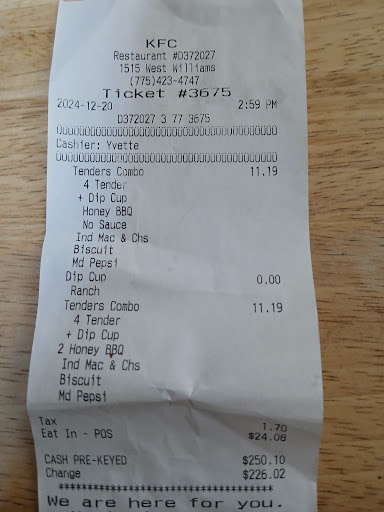 KFC
Restaurant #D372027
1515 West Williams
(775)423-4747
Ticket #3675
2024-12-20 2:59 PM
D372027 3 77 3675
Cashier: Yvette
Tenders Combo 11.19
4 Tender
+ Dip Cup
Honey BBQ
No Sauce
Ind Mac & Chs
Biscuit
Md Pepsi
Dip Cup 0.00
Ranch
Tenders Combo 11.19
4 Tender
+ Dip Cup
2 Honey BBQ
Ind Mac & Chs
Biscuit
Md Pepsi
Tax 1.70
Eat In - POS $24.08
CASH PRE-KEYED $250.10
Change $226.02
************************************
We are here for you.